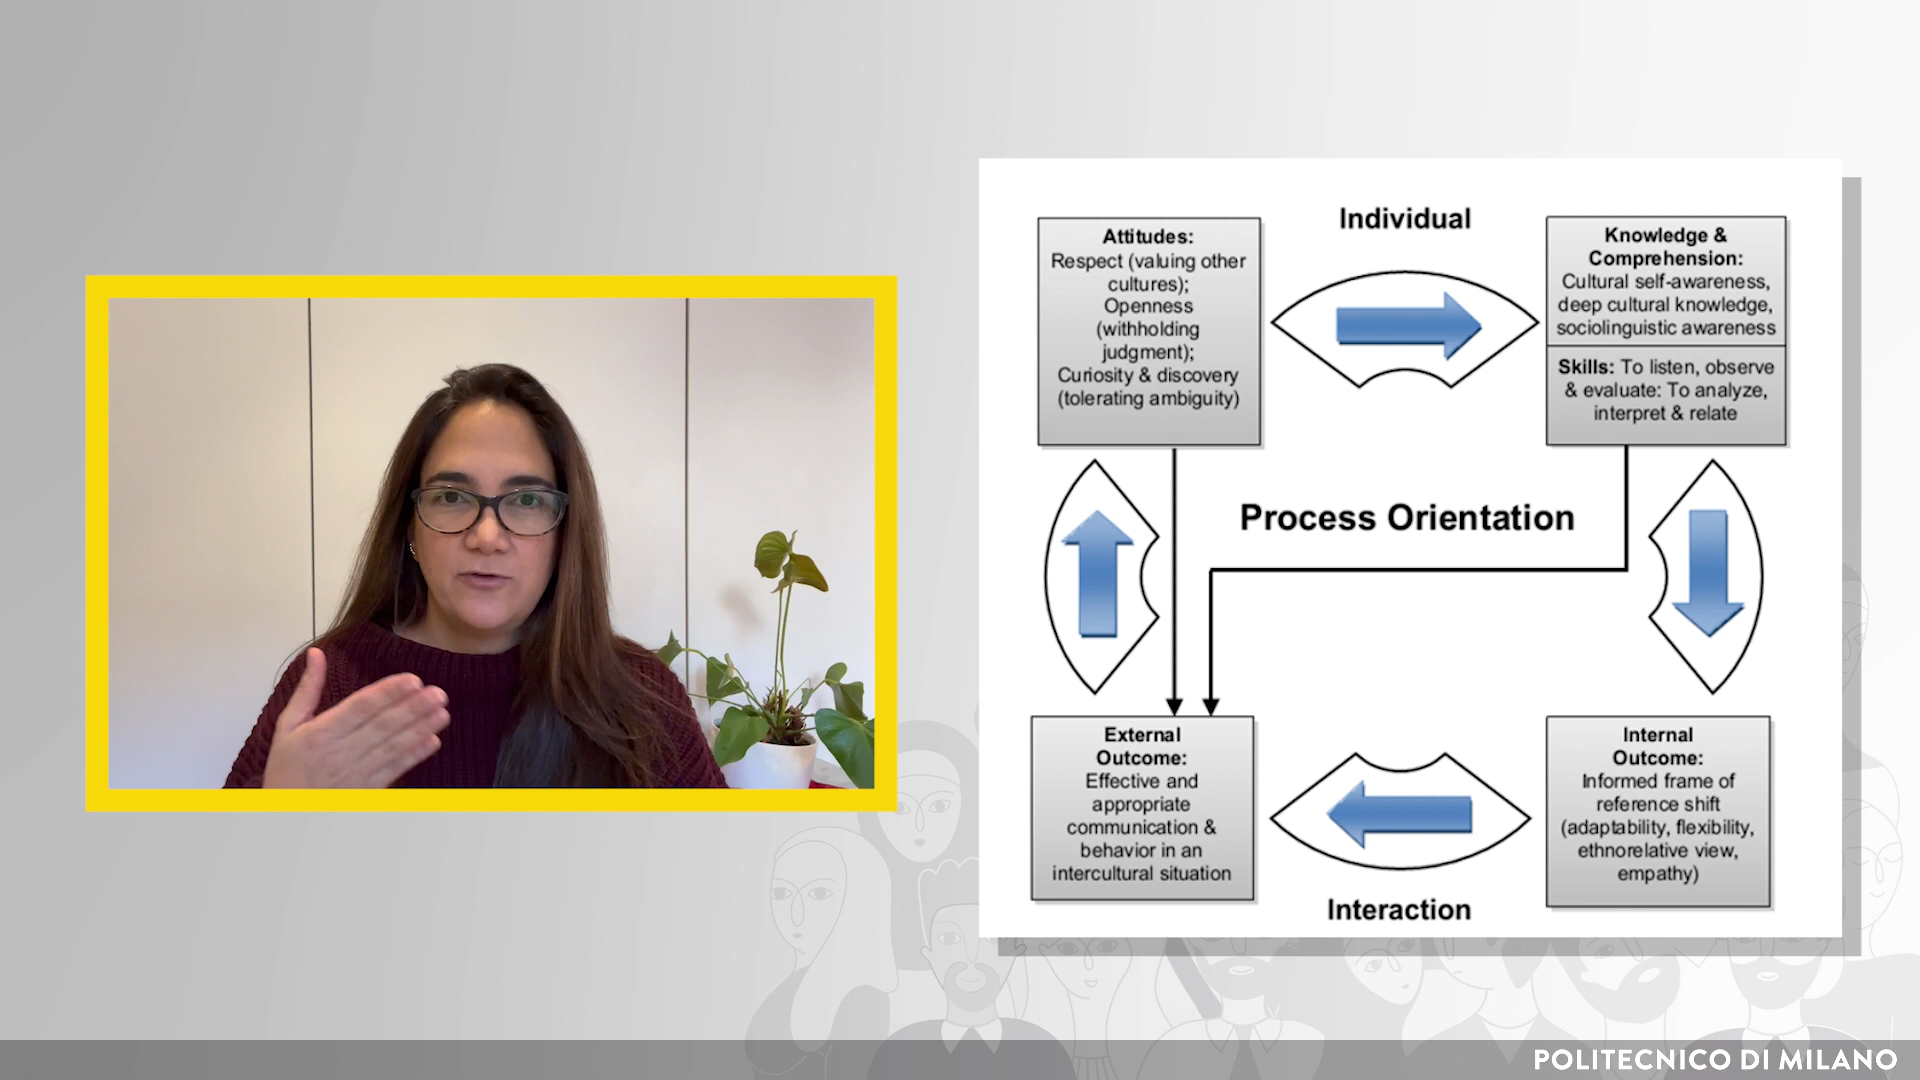 Individual
Attitudes:
Respect (valuing other
cultures);
Openness
(withholding
judgment);
Curiosity & discovery
(tolerating ambiguity)
Knowledge &
Comprehension:
Cultural self-awareness,
deep cultural knowledge,
sociolinguistic awareness
Skills: To listen, observe
& evaluate: To analyze,
interpret & relate
Process Orientation
External
Outcome:
Effective and
appropriate
communication &
behavior in an
intercultural situation
Internal
Outcome:
Informed frame of
reference shift
(adaptability, flexibility,
ethnorelative view,
empathy)
Interaction
POLITECNICO DI MILANO